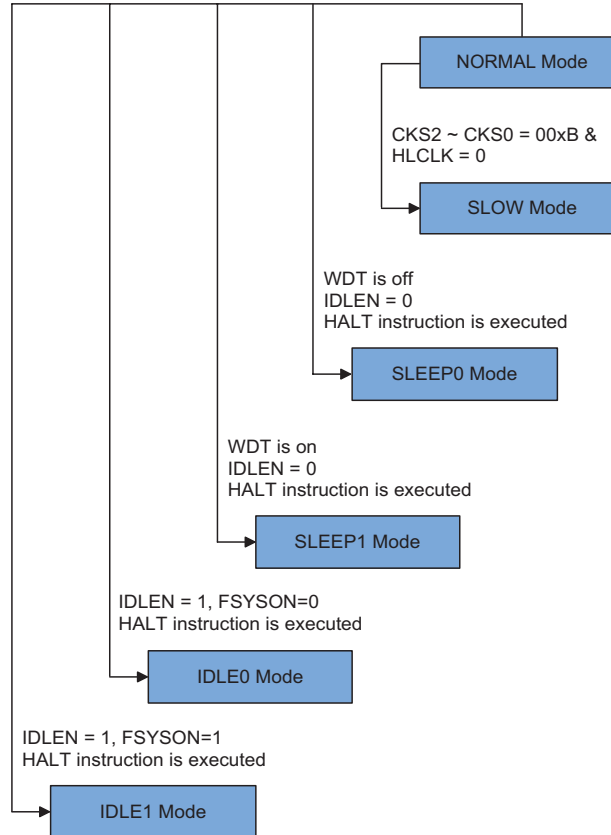 NORMAL Mode
CKS2 ~ CKS0 = 00xB &
HLCLK = 0
SLOW Mode
WDT is off
IDLEN = 0
HALT instruction is executed
SLEEP0 Mode
WDT is on
IDLEN = 0
HALT instruction is executed
SLEEP1 Mode
IDLEN = 1, FSYSON=0
HALT instruction is executed
IDLE0 Mode
IDLEN = 1, FSYSON=1
HALT instruction is executed
IDLE1 Mode